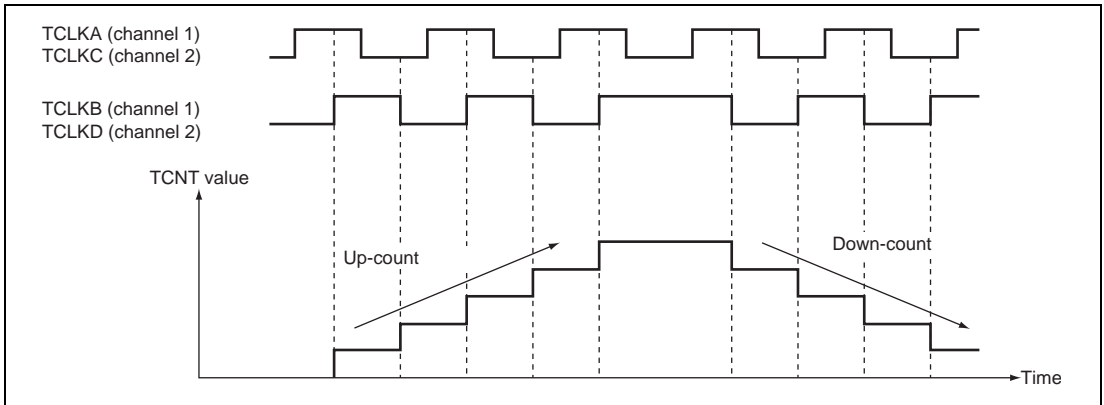 TCLKA (channel 1)
TCLKC (channel 2)
TCLKB (channel 1)
TCLKD (channel 2)
TCNT value
Up-count
Down-count
Time